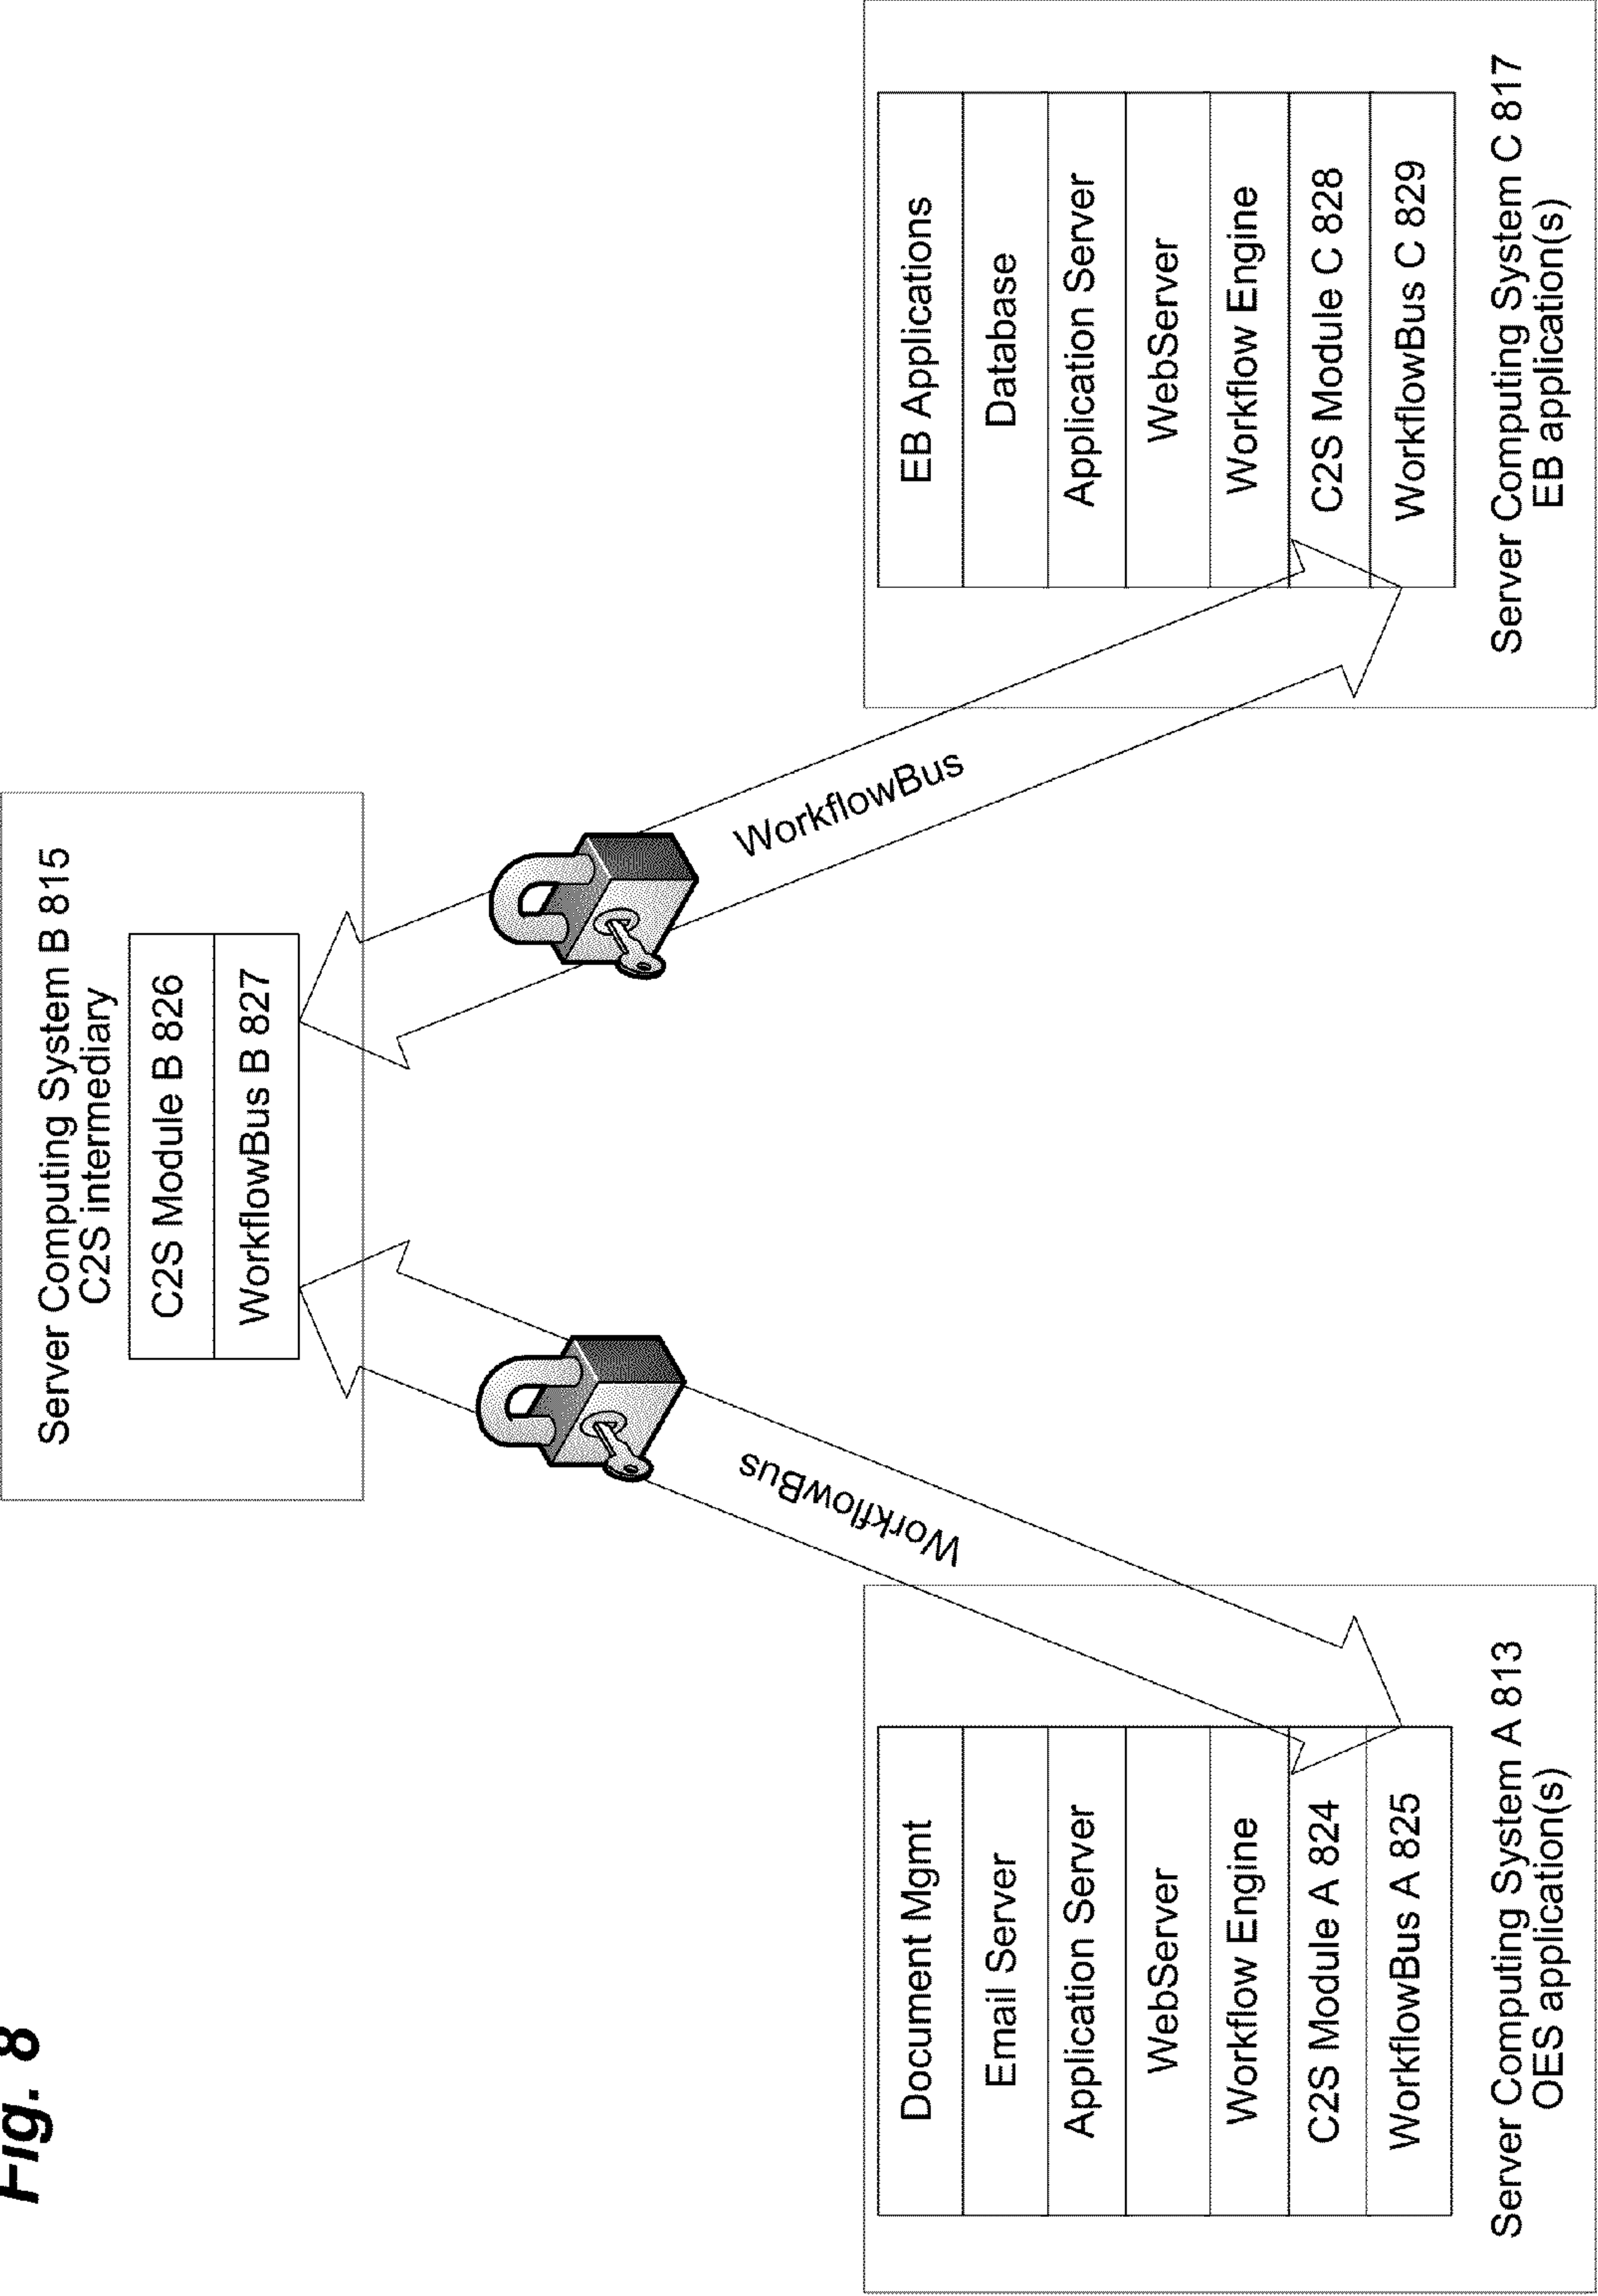 Fig. 8
Server Computing System B 815
C2S intermediary
C2S Module B 826
WorkflowBus B 827
WorkflowBus
WorkflowBus
Document Mgmt
Email Server
Application Server
WebServer
Workflow Engine
C2S Module A 824
WorkflowBus A 825
Server Computing System A 813
OES application(s)
EB Applications
Database
Application Server
WebServer
Workflow Engine
C2S Module C 828
WorkflowBus C 829
Server Computing System C 817
EB application(s)